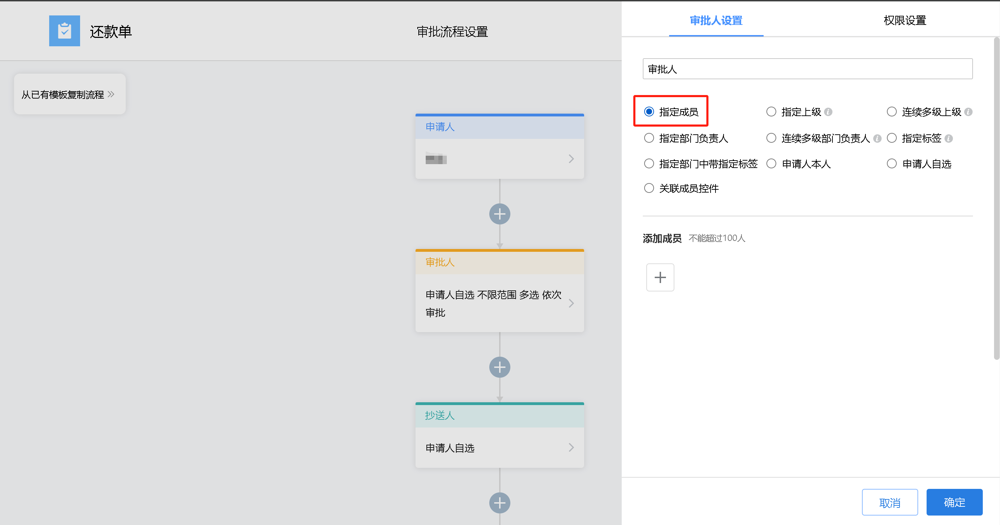 还款单
审批流程设置
从已有模板复制流程
申请人
审批人
申请人自选 不限范围 多选 依次
审批
抄送人
申请人自选
审批人设置
权限设置
审批人
指定成员
指定上级
连续多级上级
指定部门负责人
连续多级部门负责人
指定标签
指定部门中带指定标签
申请人本人
申请人自选
关联成员控件
添加成员 不能超过100人
取消
确定